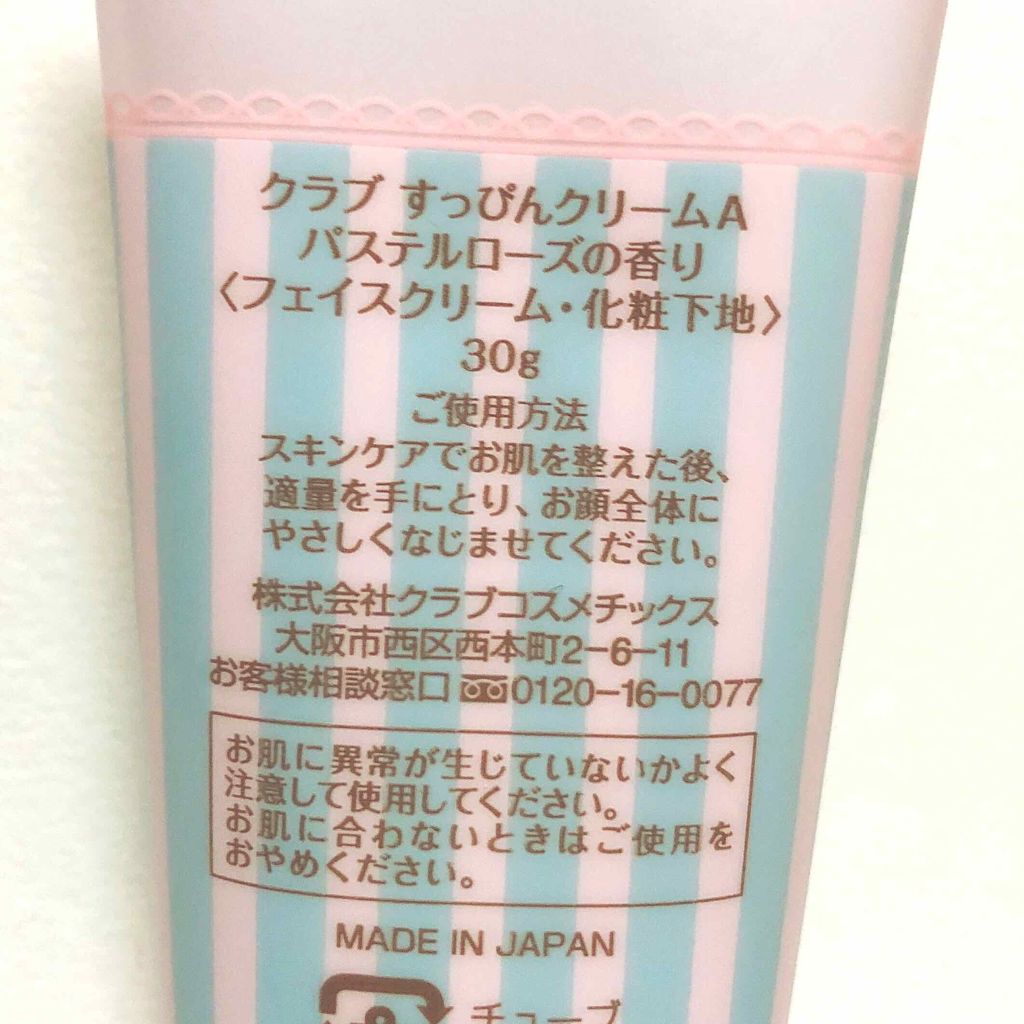 クラブ すっぴんクリームA
パステルローズの香り
〈フェイスクリーム・化粧下地〉
30g
ご使用方法
スキンケアでお肌を整えた後、
適量を手にとり、お顔全体に
やさしくなじませてください。
株式会社クラブコスメチックス
大阪市西区西本町2-6-11
お客様相談窓口 0120-16-0077
お肌に異常が生じていないかよく
注意して使用してください。
お肌に合わないときはご使用を
おやめください。
MADE IN JAPAN
チューブ